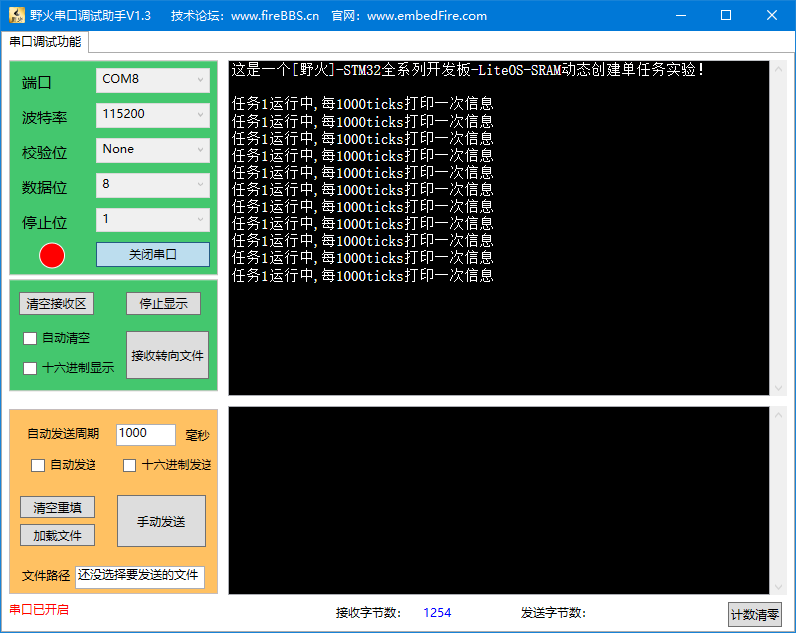 野火串口调试助手V1.3 技术论坛：www.fireBBS.cn 官网：www.embedFire.com
串口调试功能
端口 COM8
波特率 115200
校验位 None
数据位 8
停止位 1
关闭串口
清空接收区 停止显示
自动清空
接收转向文件
十六进制显示
这是一个[野火]-STM32全系列开发板-LiteOS-SRAM动态创建单任务实验！
任务1运行中,每1000ticks打印一次信息
任务1运行中,每1000ticks打印一次信息
任务1运行中,每1000ticks打印一次信息
任务1运行中,每1000ticks打印一次信息
任务1运行中,每1000ticks打印一次信息
任务1运行中,每1000ticks打印一次信息
任务1运行中,每1000ticks打印一次信息
任务1运行中,每1000ticks打印一次信息
任务1运行中,每1000ticks打印一次信息
任务1运行中,每1000ticks打印一次信息
任务1运行中,每1000ticks打印一次信息
自动发送周期 1000 毫秒
自动发送 十六进制发送
清空重填
手动发送
加载文件
文件路径 还没选择要发送的文件
串口已开启 接收字节数： 1254 发送字节数： 计数清零